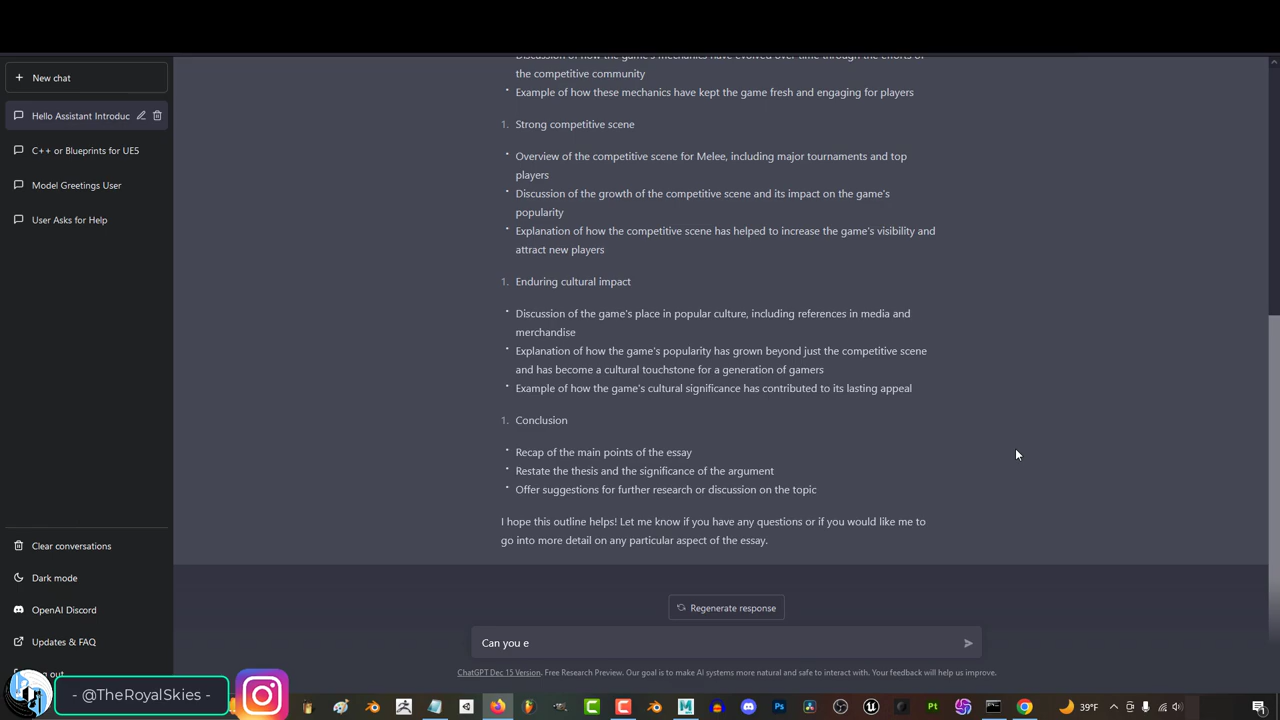 New chat
Hello Assistant Introduc
C++ or Blueprints for UE5
Model Greetings User
User Asks for Help
Discussion of how the game's mechanics have evolved over time through the efforts of
the competitive community
Example of how these mechanics have kept the game fresh and engaging for players
1. Strong competitive scene
Overview of the competitive scene for Melee, including major tournaments and top
players
Discussion of the growth of the competitive scene and its impact on the game's
popularity
Explanation of how the competitive scene has helped to increase the game's visibility and
attract new players
1. Enduring cultural impact
Discussion of the game's place in popular culture, including references in media and
merchandise
Explanation of how the game's popularity has grown beyond just the competitive scene
and has become a cultural touchstone for a generation of gamers
Example of how the game's cultural significance has contributed to its lasting appeal
1. Conclusion
Recap of the main points of the essay
Restate the thesis and the significance of the argument
Offer suggestions for further research or discussion on the topic
I hope this outline helps! Let me know if you have any questions or if you would like me to
go into more detail on any particular aspect of the essay.
Clear conversations
Dark mode
OpenAI Discord
Updates & FAQ
out
Regenerate response
Can you e
ChatGPT Dec 15 Version. Free Research Preview. Our goal is to make AI systems more natural and safe to interact with. Your feedback will help us improve.
- @TheRoyalSkies -
Ps
Pt
39°F